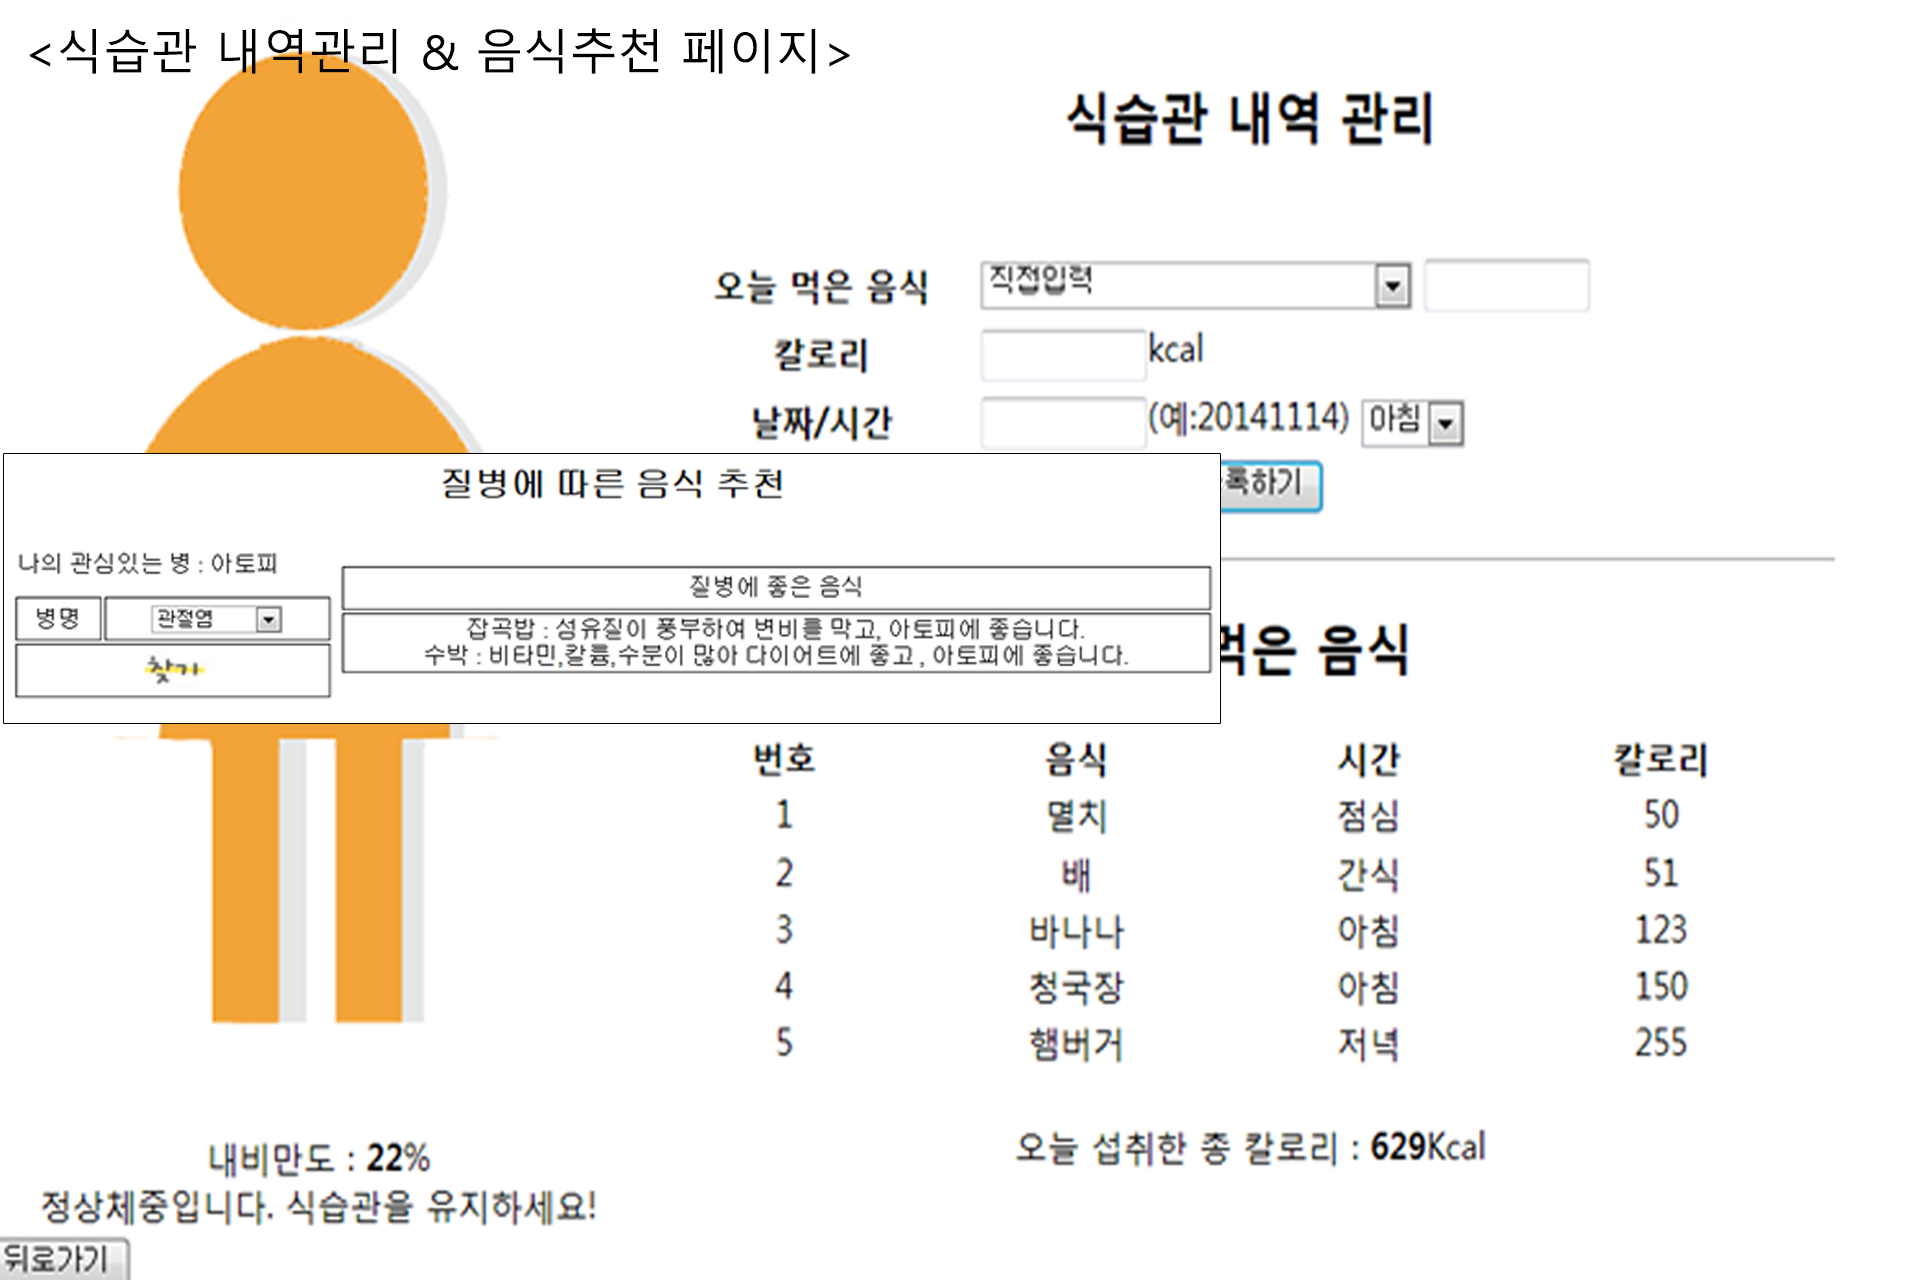 <식습관 내역관리 & 음식추천 페이지>
식습관 내역 관리
오늘 먹은 음식 직접입력
칼로리 kcal
날짜/시간 (예:20141114) 아침
록하기
질병에 따른 음식 추천
나의 관심있는 병 : 아토피
병명 관절염
찾기
질병에 좋은 음식
잡곡밥 : 섬유질이 풍부하여 변비를 막고, 아토피에 좋습니다.
수박 : 비타민,칼륨,수분이 많아 다이어트에 좋고, 아토피에 좋습니다.
먹은 음식
번호 음식 시간 칼로리
1 멸치 점심 50
2 배 간식 51
3 바나나 아침 123
4 청국장 아침 150
5 햄버거 저녁 255
오늘 섭취한 총 칼로리 : 629Kcal
내비만도 : 22%
정상체중입니다. 식습관을 유지하세요!
뒤로가기